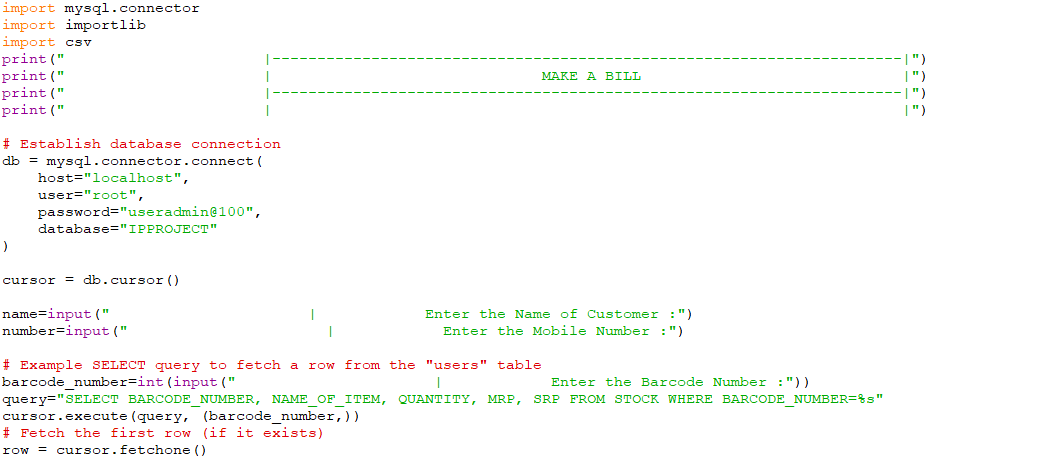 import mysql.connector
import importlib
import csv
print("                      |----------------------------------------------------------------------|")
print("                      |                              MAKE A BILL                             |")
print("                      |----------------------------------------------------------------------|")
print("                      |                                                                      |")
# Establish database connection
db = mysql.connector.connect(
    host="localhost",
    user="root",
    password="useradmin@100",
    database="IPPROJECT"
)
cursor = db.cursor()
name=input("                      |            Enter the Name of Customer :")
number=input("                      |            Enter the Mobile Number :")
# Example SELECT query to fetch a row from the "users" table
barcode_number=int(input("                      |            Enter the Barcode Number :"))
query="SELECT BARCODE_NUMBER, NAME_OF_ITEM, QUANTITY, MRP, SRP FROM STOCK WHERE BARCODE_NUMBER=%s"
cursor.execute(query, (barcode_number,))
# Fetch the first row (if it exists)
row = cursor.fetchone()